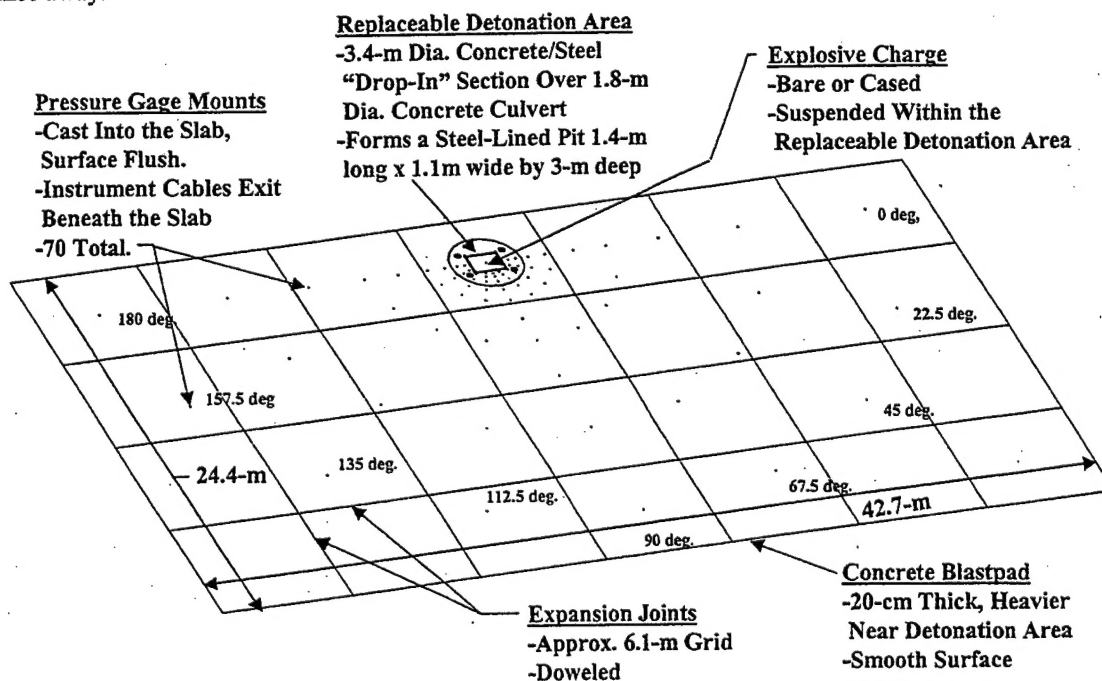 Replaceable Detonation Area
-3.4-m Dia. Concrete/Steel
“Drop-In” Section Over 1.8-m
Dia. Concrete Culvert
-Forms a Steel-Lined Pit 1.4-m
long x 1.1m wide by 3-m deep
Explosive Charge
-Bare or Cased
-Suspended Within the
Replaceable Detonation Area
Pressure Gage Mounts
-Cast Into the Slab,
Surface Flush.
-Instrument Cables Exit
Beneath the Slab
-70 Total.
0 deg,
22.5 deg.
180 deg.
157.5 deg
45 deg.
24.4-m
135 deg.
112.5 deg.
67.5 deg.
42.7-m
90 deg.
Expansion Joints
-Approx. 6.1-m Grid
-Doweled
Concrete Blastpad
-20-cm Thick, Heavier
Near Detonation Area
-Smooth Surface